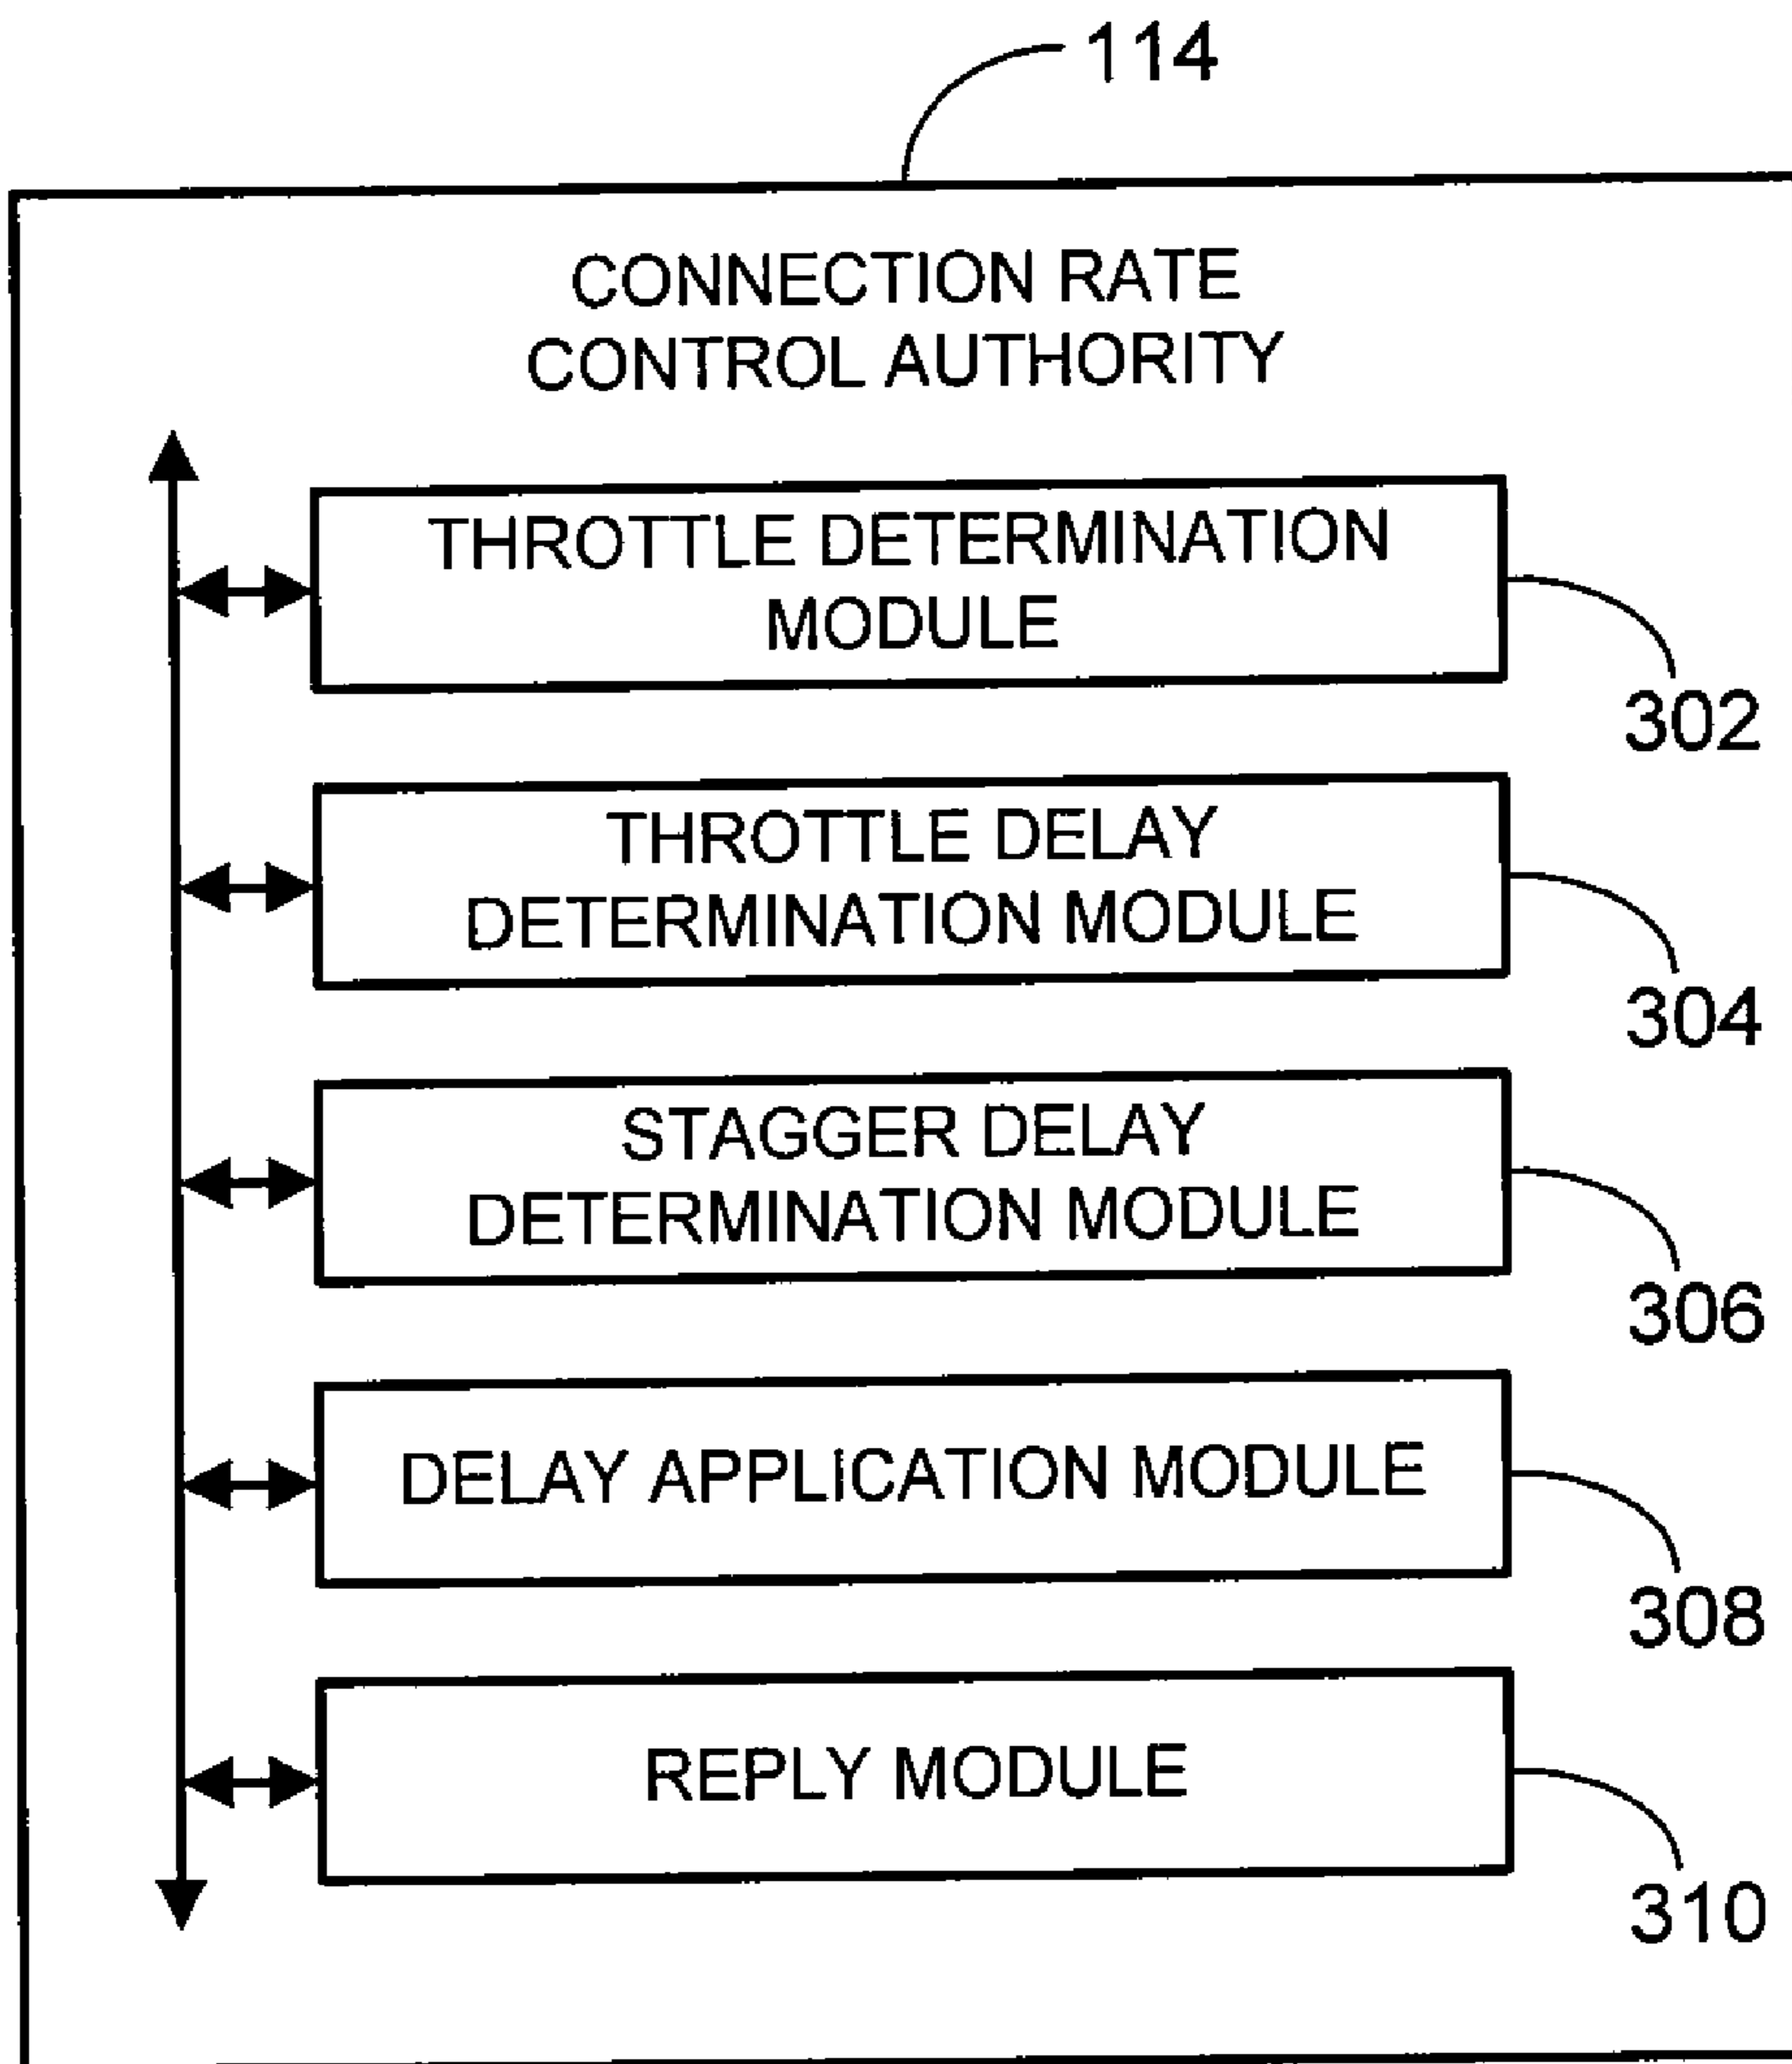 114
CONNECTION RATE
CONTROL AUTHORITY
THROTTLE DETERMINATION
MODULE
302
THROTTLE DELAY
DETERMINATION MODULE
304
STAGGER DELAY
DETERMINATION MODULE
306
DELAY APPLICATION MODULE
308
REPLY MODULE
310